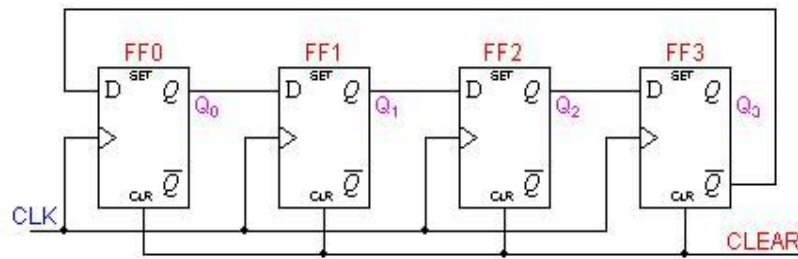 FF0 FF1 FF2 FF3
SET SET SET SET
D Q Q₀ D Q Q₁ D Q Q₂ D Q Q₃
Q̅ Q̅ Q̅ Q̅
CLR CLR CLR CLR
CLK
CLEAR